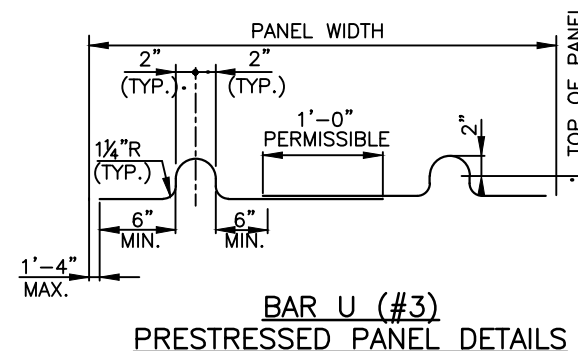 PANEL WIDTH
2" 2"
(TYP.) (TYP.)
1'-0"
PERMISSIBLE
2"
TOP OF PANEL
1¼"R
(TYP.)
6" 6"
MIN. MIN.
1'-4"
MAX.
BAR U (#3)
PRESTRESSED PANEL DETAILS